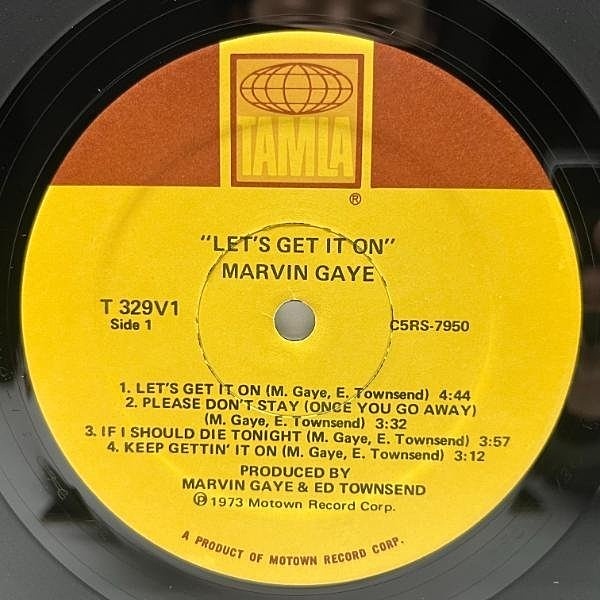 TAMLA
®
"LET'S GET IT ON"
MARVIN GAYE
T 329V1
Side 1
C5RS-7950
1. LET'S GET IT ON (M. Gaye, E. Townsend) 4:44
2. PLEASE DON'T STAY (ONCE YOU GO AWAY)
(M. Gaye, E. Townsend) 3:32
3. IF I SHOULD DIE TONIGHT (M. Gaye, E. Townsend) 3:57
4. KEEP GETTIN' IT ON (M. Gaye, E. Townsend) 3:12
PRODUCED BY
MARVIN GAYE & ED TOWNSEND
℗ 1973 Motown Record Corp.
A PRODUCT OF MOTOWN RECORD CORP.